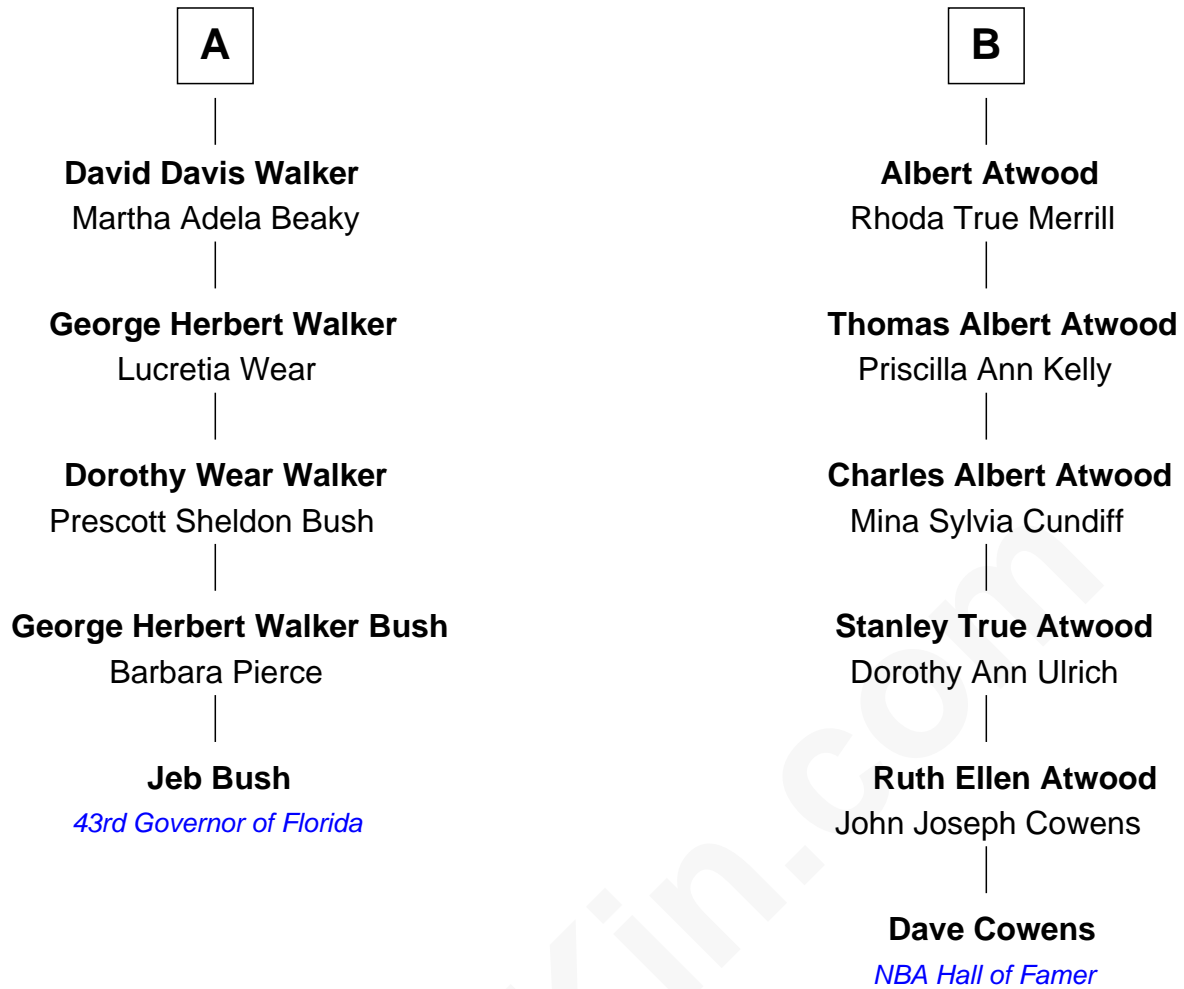 A
David Davis Walker
Martha Adela Beaky
George Herbert Walker
Lucretia Wear
Dorothy Wear Walker
Prescott Sheldon Bush
George Herbert Walker Bush
Barbara Pierce
Jeb Bush
43rd Governor of Florida
B
Albert Atwood
Rhoda True Merrill
Thomas Albert Atwood
Priscilla Ann Kelly
Charles Albert Atwood
Mina Sylvia Cundiff
Stanley True Atwood
Dorothy Ann Ulrich
Ruth Ellen Atwood
John Joseph Cowens
Dave Cowens
NBA Hall of Famer